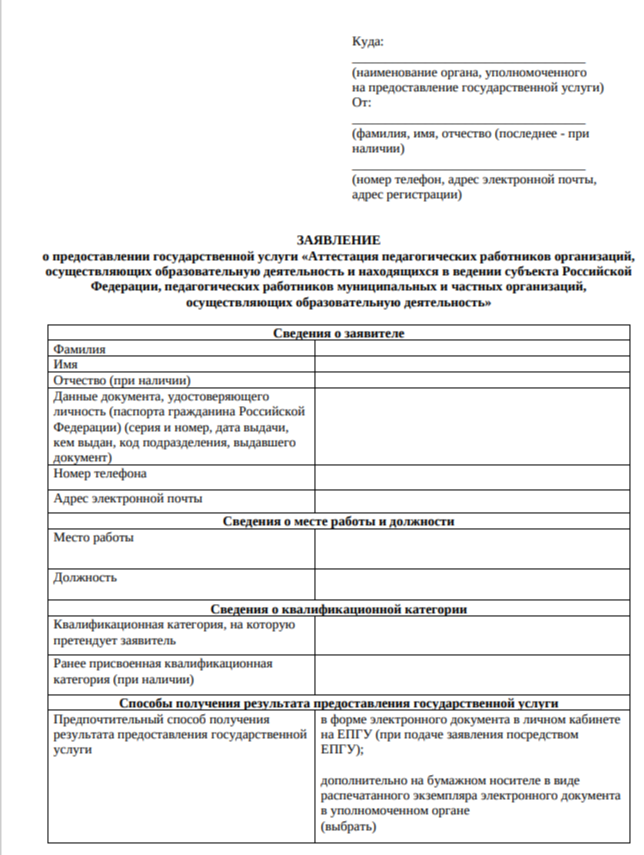 Куда:
(наименование органа, уполномоченного
на предоставление государственной услуги)
От:
(фамилия, имя, отчество (последнее - при
наличии)
(номер телефон, адрес электронной почты,
адрес регистрации)
ЗАЯВЛЕНИЕ
о предоставлении государственной услуги «Аттестация педагогических работников организаций,
осуществляющих образовательную деятельность и находящихся в ведении субъекта Российской
Федерации, педагогических работников муниципальных и частных организаций,
осуществляющих образовательную деятельность»
Сведения о заявителе
Фамилия
Имя
Отчество (при наличии)
Данные документа, удостоверяющего
личность (паспорта гражданина Российской
Федерации) (серия и номер, дата выдачи,
кем выдан, код подразделения, выдавшего
документ)
Номер телефона
Адрес электронной почты
Сведения о месте работы и должности
Место работы
Должность
Сведения о квалификационной категории
Квалификационная категория, на которую
претендует заявитель
Ранее присвоенная квалификационная
категория (при наличии)
Способы получения результата предоставления государственной услуги
Предпочтительный способ получения
результата предоставления государственной
услуги
в форме электронного документа в личном кабинете
на ЕПГУ (при подаче заявления посредством
ЕПГУ);
дополнительно на бумажном носителе в виде
распечатанного экземпляра электронного документа
в уполномоченном органе
(выбрать)